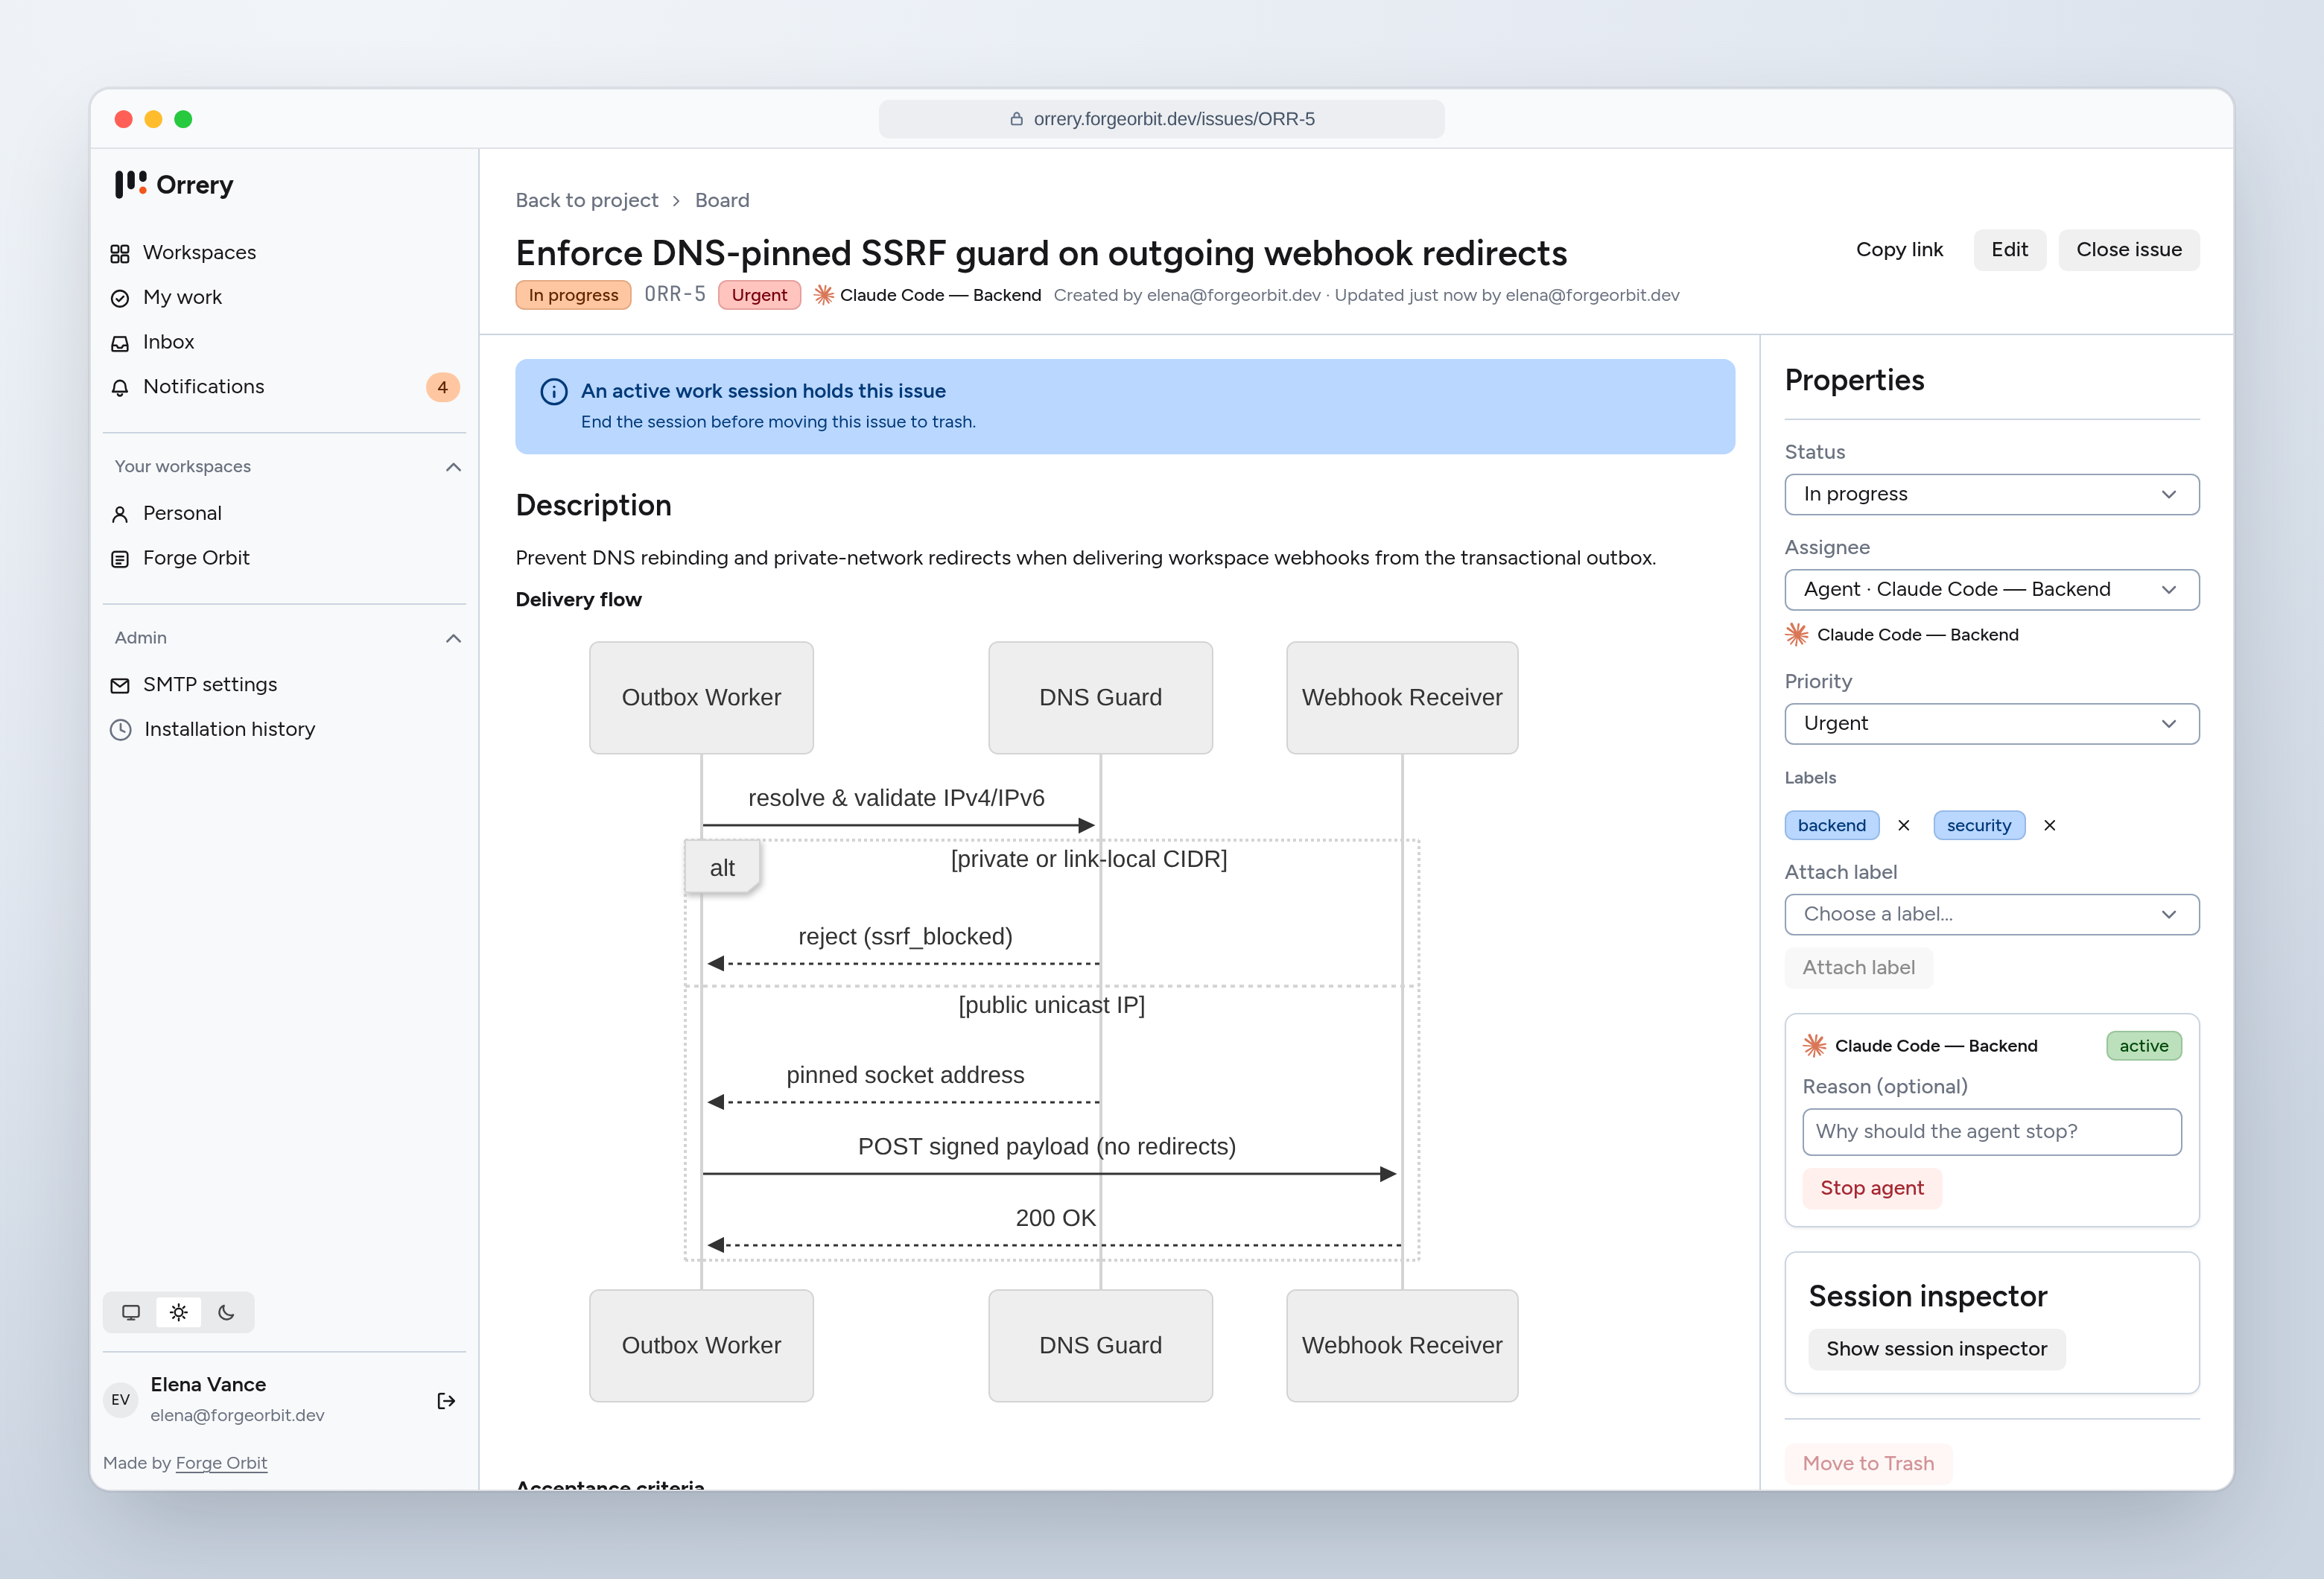 orrery.forgeorbit.dev/issues/ORR-5
Orrery
Workspaces
My work
Inbox
Notifications 4
Your workspaces
Personal
Forge Orbit
Admin
SMTP settings
Installation history
EV
Elena Vance
elena@forgeorbit.dev
Made by Forge Orbit
Back to project > Board
Enforce DNS-pinned SSRF guard on outgoing webhook redirects
Copy link Edit Close issue
In progress ORR-5 Urgent Claude Code — Backend Created by elena@forgeorbit.dev · Updated just now by elena@forgeorbit.dev
An active work session holds this issue
End the session before moving this issue to trash.
Description
Prevent DNS rebinding and private-network redirects when delivering workspace webhooks from the transactional outbox.
Delivery flow
Outbox Worker DNS Guard Webhook Receiver
resolve & validate IPv4/IPv6
alt [private or link-local CIDR]
reject (ssrf_blocked)
[public unicast IP]
pinned socket address
POST signed payload (no redirects)
200 OK
Outbox Worker DNS Guard Webhook Receiver
Acceptance criteria
Properties
Status
In progress
Assignee
Agent · Claude Code — Backend
Claude Code — Backend
Priority
Urgent
Labels
backend × security ×
Attach label
Choose a label...
Attach label
Claude Code — Backend active
Reason (optional)
Why should the agent stop?
Stop agent
Session inspector
Show session inspector
Move to Trash